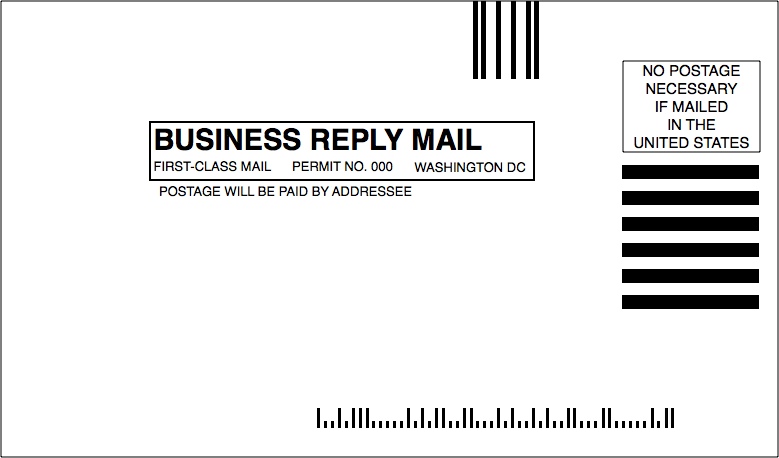 NO POSTAGE
NECESSARY
IF MAILED
IN THE
UNITED STATES
BUSINESS REPLY MAIL
FIRST-CLASS MAIL PERMIT NO. 000 WASHINGTON DC
POSTAGE WILL BE PAID BY ADDRESSEE